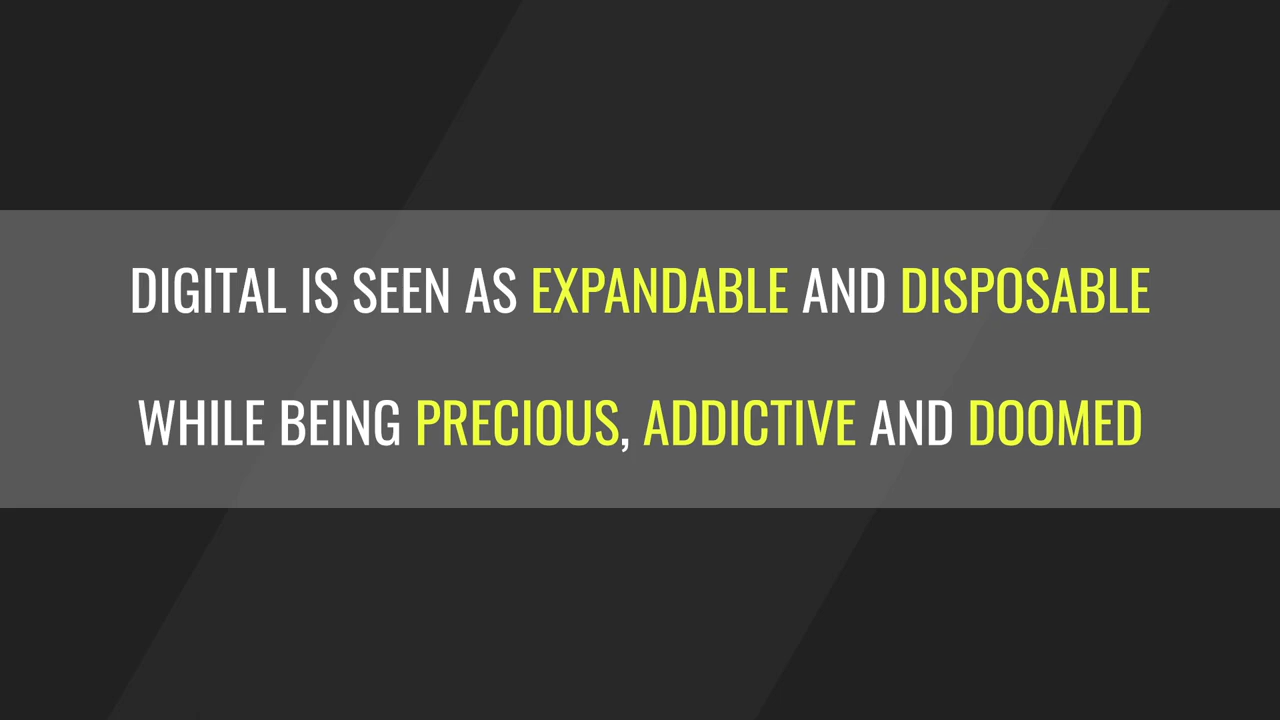 DIGITAL IS SEEN AS EXPANDABLE AND DISPOSABLE
WHILE BEING PRECIOUS, ADDICTIVE AND DOOMED